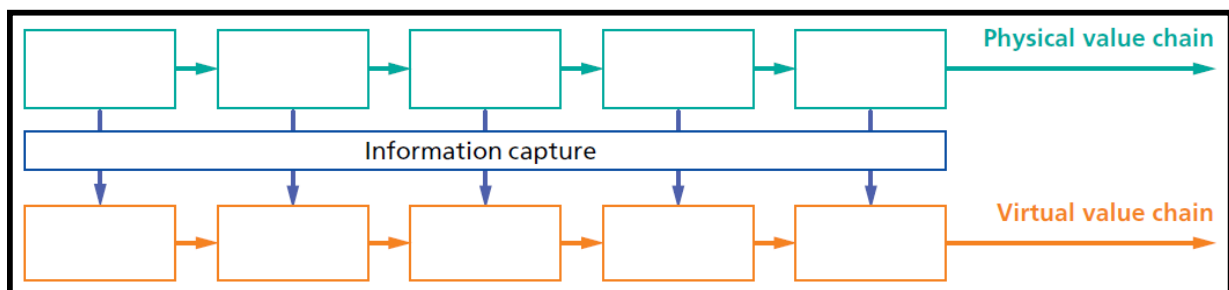 Physical value chain
Information capture
Virtual value chain